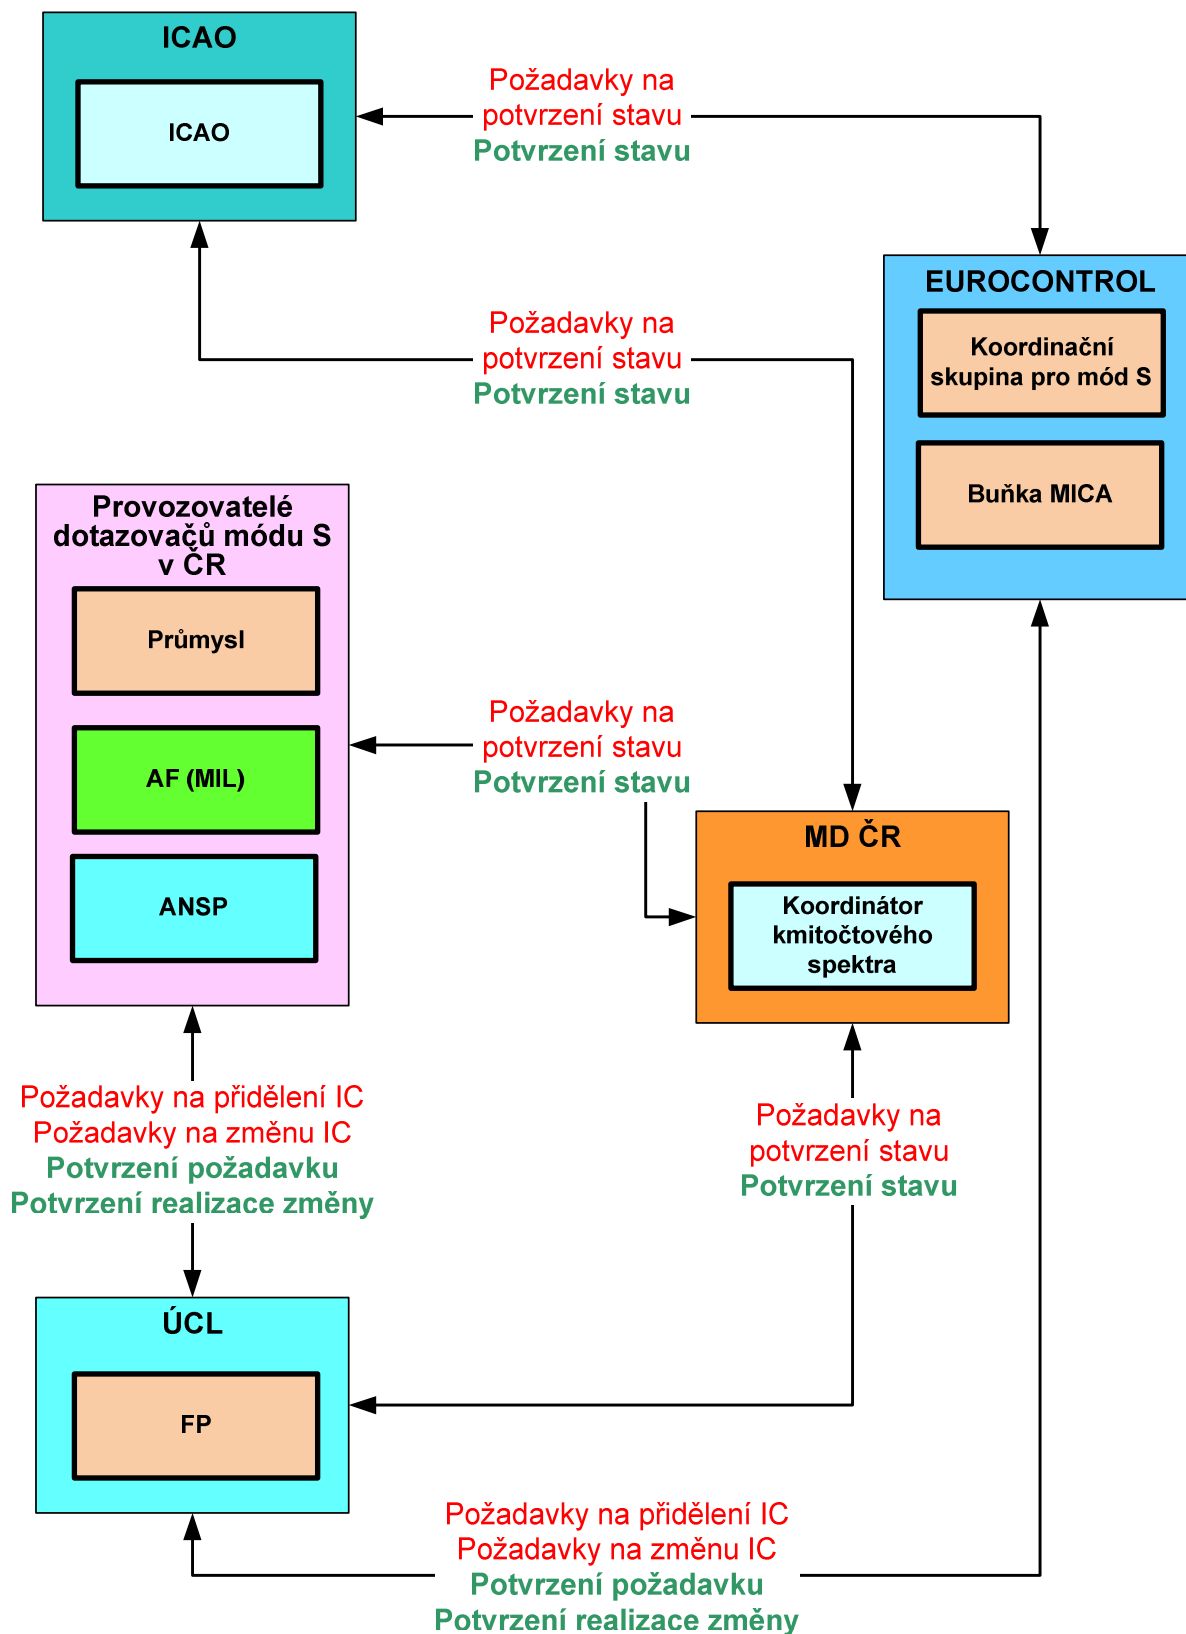 ICAO
ICAO
Požadavky na
potvrzení stavu
Potvrzení stavu
EUROCONTROL
Koordinační
skupina pro mód S
Buňka MICA
Požadavky na
potvrzení stavu
Potvrzení stavu
Provozovatelé
dotazovačů módu S
v ČR
Průmysl
AF (MIL)
ANSP
Požadavky na
potvrzení stavu
Potvrzení stavu
MD ČR
Koordinátor
kmitočtového
spektra
Požadavky na přidělení IC
Požadavky na změnu IC
Potvrzení požadavku
Potvrzení realizace změny
Požadavky na
potvrzení stavu
Potvrzení stavu
ÚCL
FP
Požadavky na přidělení IC
Požadavky na změnu IC
Potvrzení požadavku
Potvrzení realizace změny